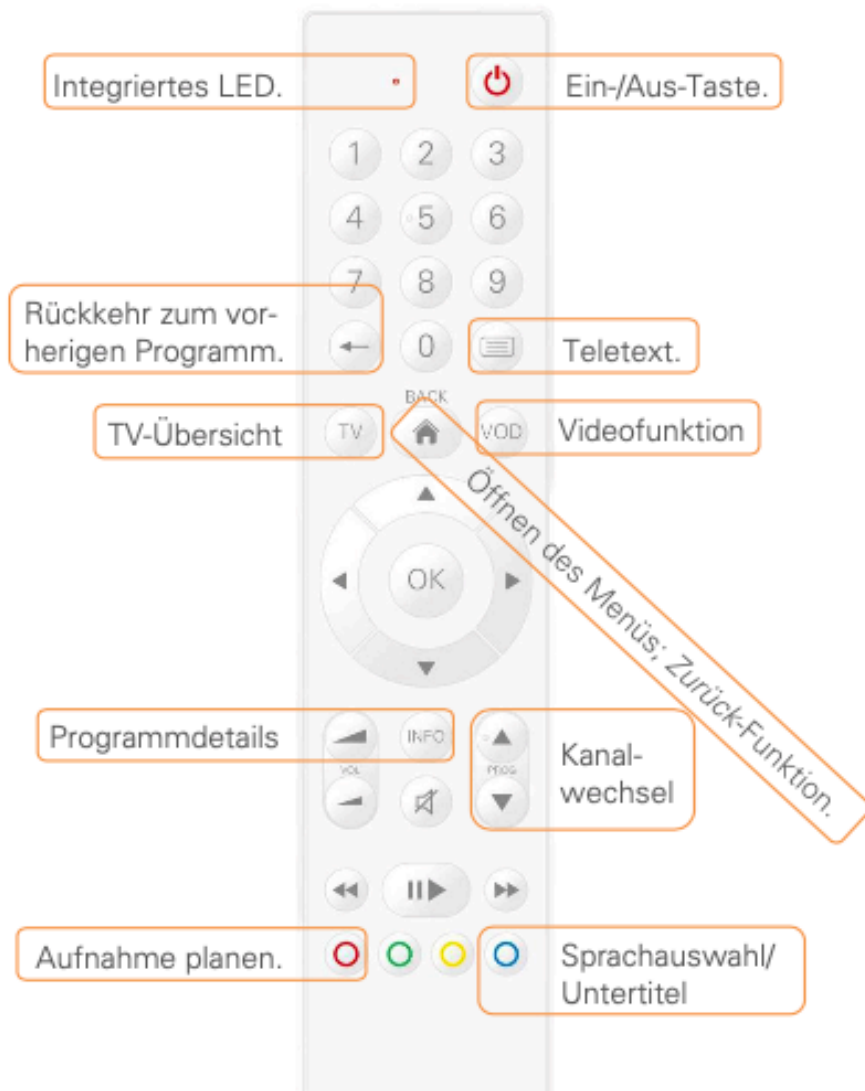 Integriertes LED.
Ein-/Aus-Taste.
1 2 3
4 5 6
7 8 9
Rückkehr zum vor-
herigen Programm.
0
Teletext.
BACK
TV-Übersicht
TV
VOD
Videofunktion
Öffnen des Menüs; Zurück-Funktion.
OK
Programmdetails
INFO
VOL
PROG
Kanal-
wechsel
Aufnahme planen.
Sprachauswahl/
Untertitel